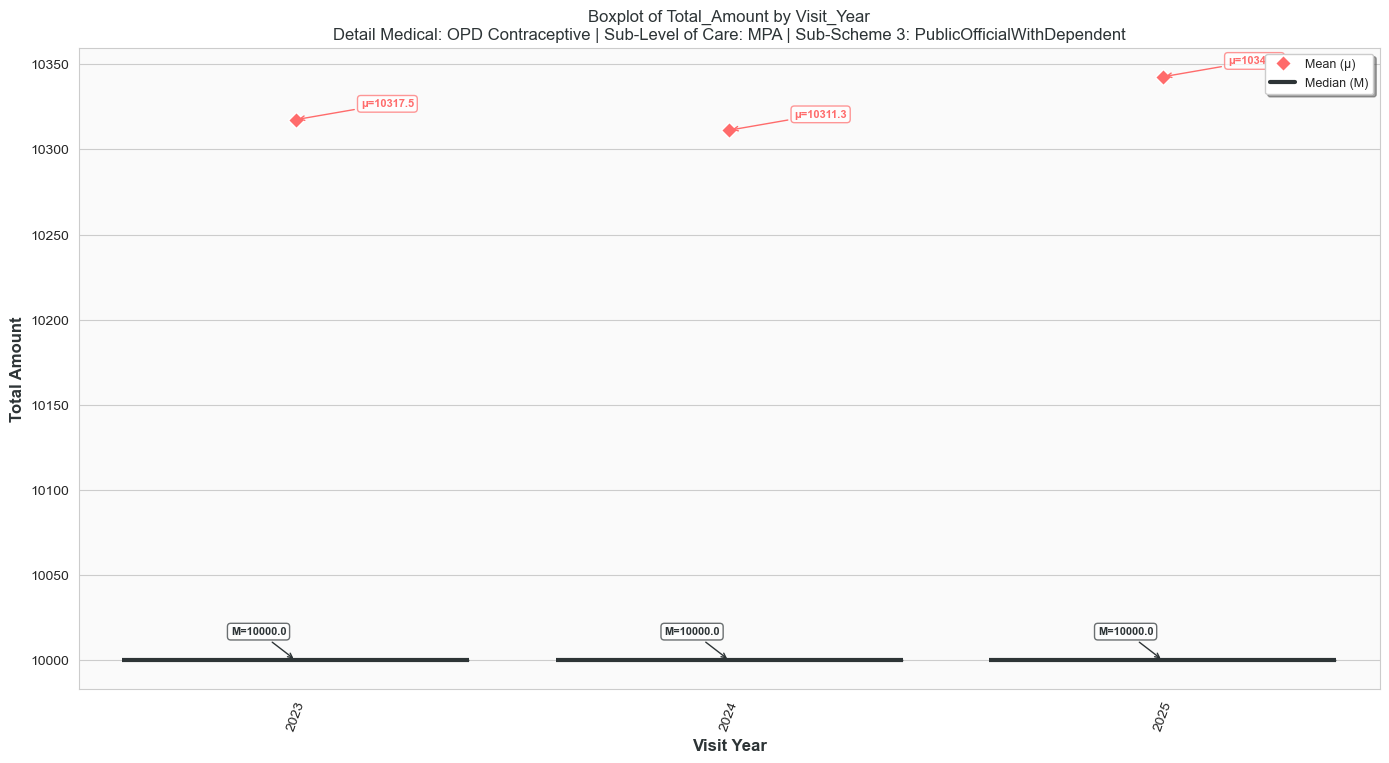 Boxplot of Total_Amount by Visit_Year
Detail Medical: OPD Contraceptive | Sub-Level of Care: MPA | Sub-Scheme 3: PublicOfficialWithDependent
Mean (μ)
Median (M)
μ=10317.5
μ=10311.3
10350
10300
10250
10200
10150
10100
10050
10000
Total Amount
M=10000.0
M=10000.0
M=10000.0
2023
2024
2025
Visit Year